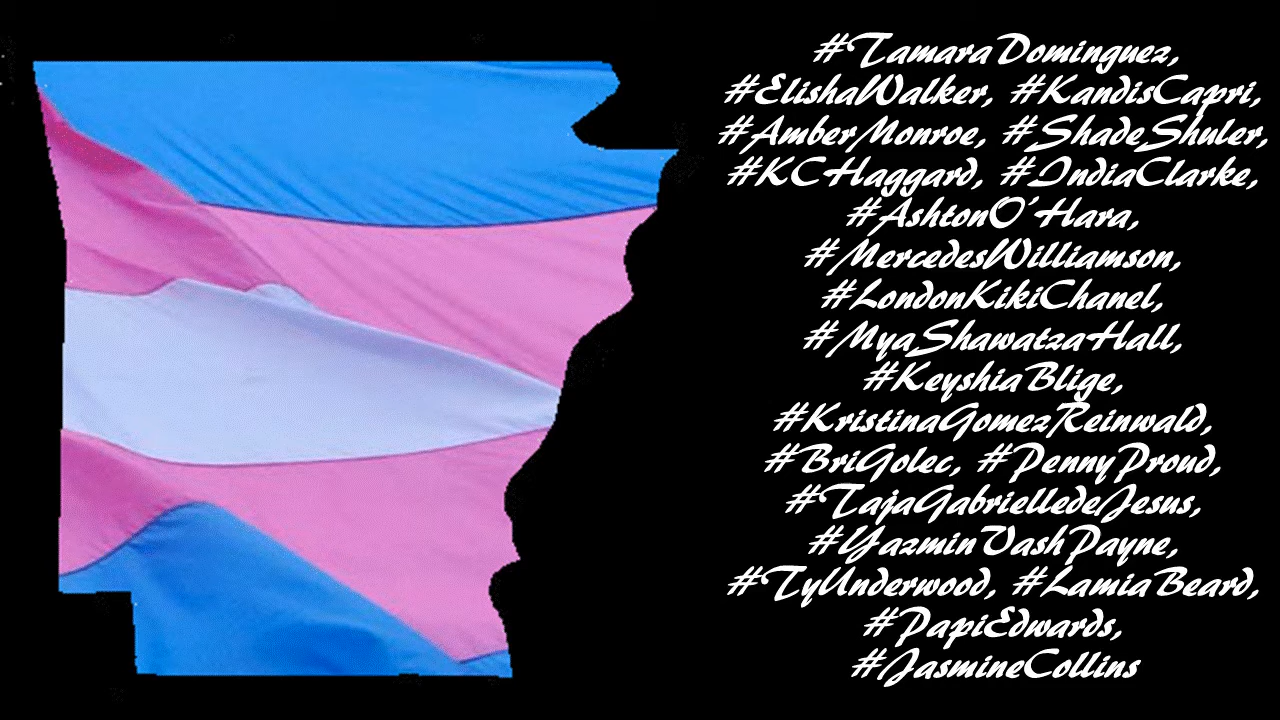 #TamaraDominguez,
#ElishaWalker, #KandisCapri,
#AmberMonroe, #ShadeShuler,
#KCHaggard, #IndiaClarke,
#AshtonO'Hara,
#MercedesWilliamson,
#LondonKikiChanel,
#MyaShawatzaHall,
#KeyshiaBlige,
#KristinaGomezReinwald,
#BriGolec, #PennyProud,
#TajaGabrielledeJesus,
#YazminVashPayne,
#TyUnderwood, #LamiaBeard,
#PapiEdwards,
#JasmineCollins